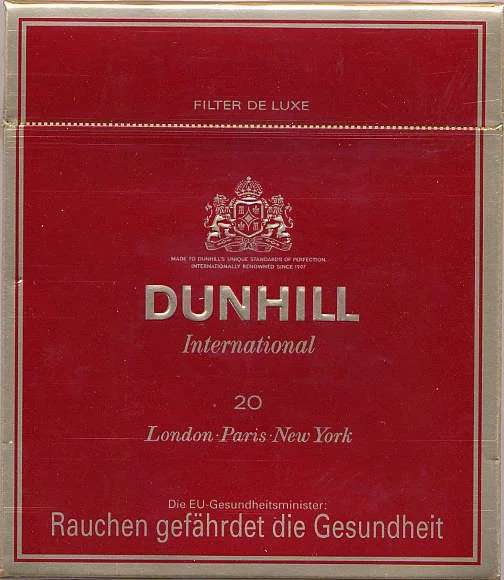 FILTER DE LUXE
MADE TO DUNHILL'S UNIQUE STANDARDS OF PERFECTION.
INTERNATIONALLY RENOWNED SINCE 1907
DUNHILL
International
20
London·Paris·New York
Die EU-Gesundheitsminister:
Rauchen gefährdet die Gesundheit